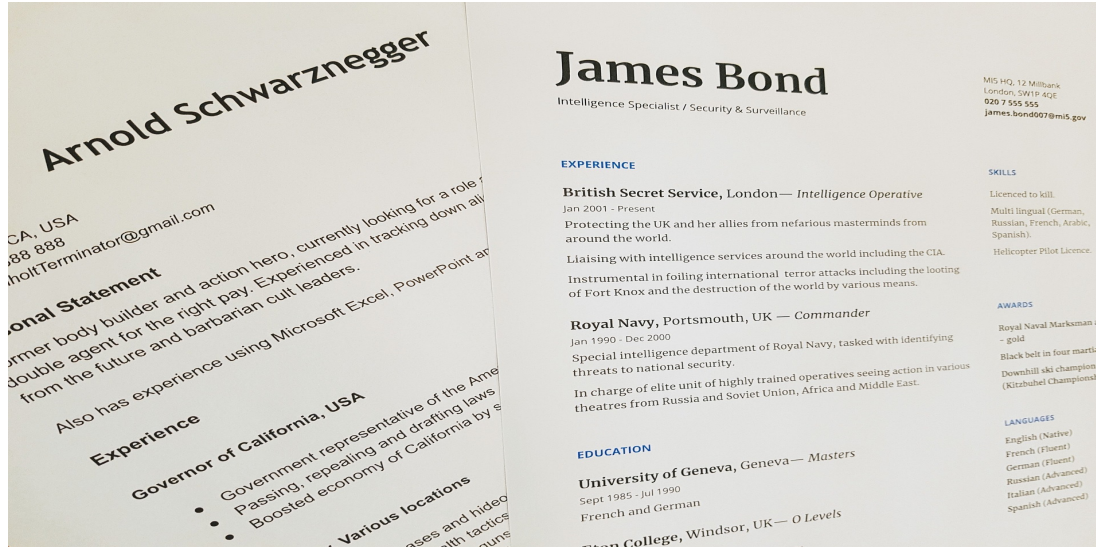 Arnold Schwarznegger
CA, USA
888 888
Terminator@gmail.com
Statement
body builder and action hero, currently looking for a role
double agent for the right pay. Experienced in tracking down
from the future and barbarian cult leaders.
Also has experience using Microsoft Excel, PowerPoint
Experience
Governor of California, USA
Government representative of the
Passing, repealing and drafting laws
Boosted economy of California by
Various locations
and
tactics
James Bond
Intelligence Specialist / Security & Surveillance
MI5 HQ, 12 Millbank
London, SW1P 4QE
020 7 555 555
james.bond007@mi5.gov
EXPERIENCE
British Secret Service, London— Intelligence Operative
Jan 2001 - Present
Protecting the UK and her allies from nefarious masterminds from
around the world.
Liaising with intelligence services around the world including the CIA.
Instrumental in foiling international terror attacks including the looting
of Fort Knox and the destruction of the world by various means.
Royal Navy, Portsmouth, UK — Commander
Jan 1990 - Dec 2000
Special intelligence department of Royal Navy, tasked with identifying
threats to national security.
In charge of elite unit of highly trained operatives seeing action in various
theatres from Russia and Soviet Union, Africa and Middle East.
EDUCATION
University of Geneva, Geneva— Masters
Sept 1985 - Jul 1990
French and German
College, Windsor, UK— O Levels
SKILLS
Licenced to kill.
Multi lingual (German,
Russian, French, Arabic,
Spanish).
Helicopter Pilot Licence.
AWARDS
Royal Naval Marksman
– gold
Black belt in four
Downhill ski champion
(Kitzbuhel
LANGUAGES
English (Native)
French (Fluent)
German (Fluent)
Russian (Advanced)
Italian (Advanced)
Spanish (Advanced)